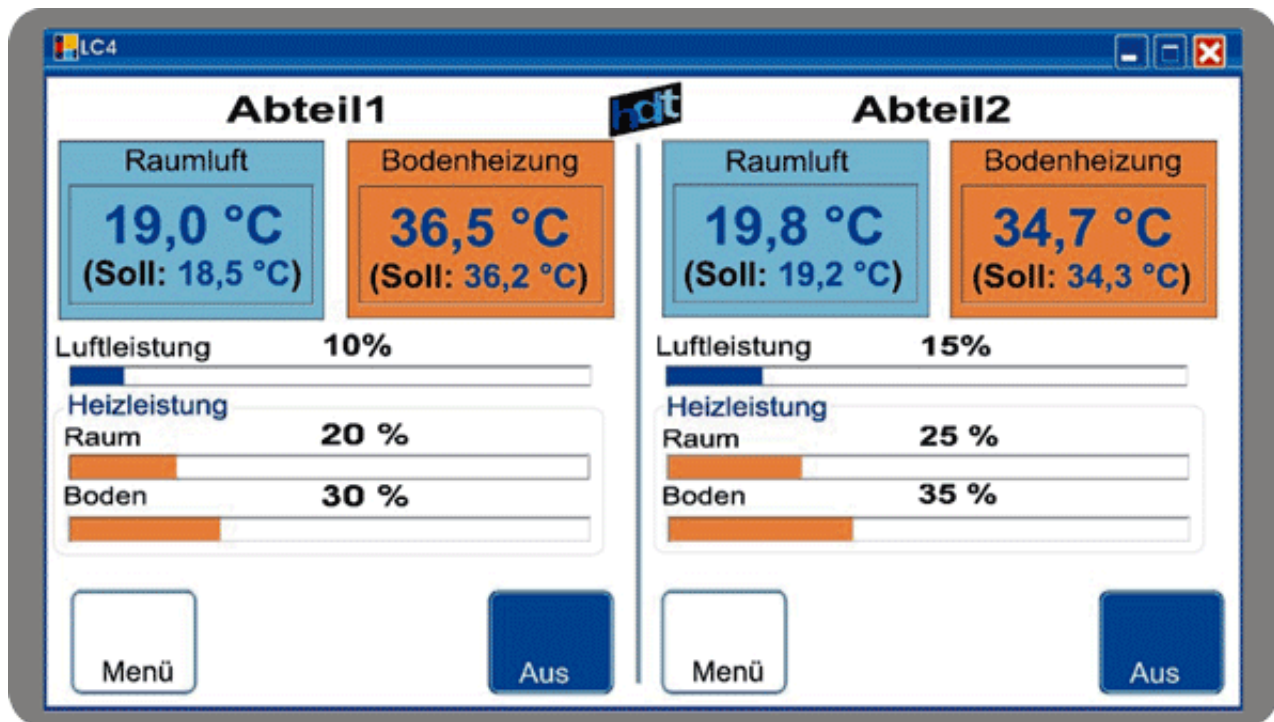 LC4
Abteil1
hdt
Abteil2
Raumluft
19,0 °C
(Soll: 18,5 °C)
Bodenheizung
36,5 °C
(Soll: 36,2 °C)
Raumluft
19,8 °C
(Soll: 19,2 °C)
Bodenheizung
34,7 °C
(Soll: 34,3 °C)
Luftleistung 10%
Heizleistung
Raum 20 %
Boden 30 %
Luftleistung 15%
Heizleistung
Raum 25 %
Boden 35 %
Menü
Aus
Menü
Aus